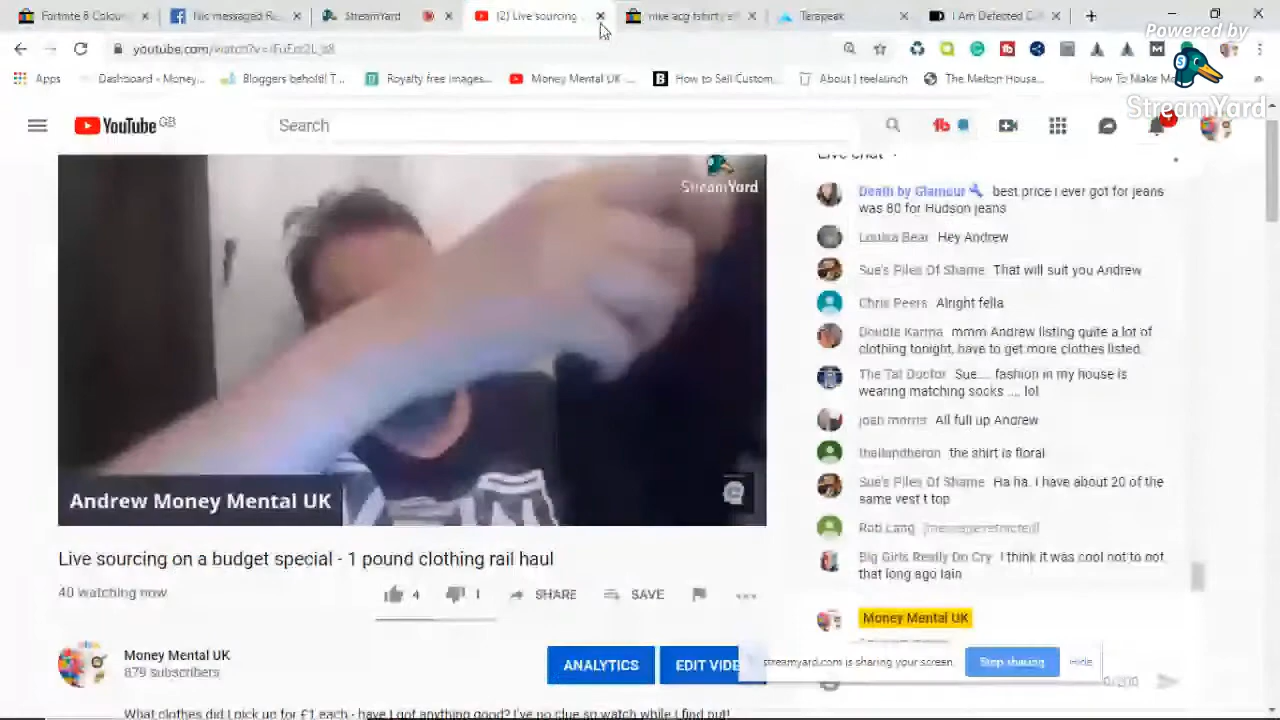 Fortnite 8 Colour
StreamYard
(2) Live sourcing
Terapeak
I Am Detected
Powered by
StreamYard
Apps
Dashboard - Money...
Bloggers behold! T...
Royalty free images...
Money Mental UK ...
How to Sell Custom...
About | teelaunch
The Melton House...
How To Make
YouTube GB
Search
StreamYard
Andrew Money Mental UK
Live sourcing on a budget special - 1 pound clothing rail haul
40 watching now
4
1
SHARE
SAVE
Money Mental UK
879 subscribers
ANALYTICS
What clothes did I pick up for £1 each - have I got anything good? I've no clue so watch while I find out!
Live chat
Death by Glamour best price I ever got for jeans
was 80 for Hudson jeans
Louisa Bear Hey Andrew
Sue's Piles Of Shame That will suit you Andrew
Chris Peers Alright fella
Double Karma mmm Andrew listing quite a lot of
clothing tonight, have to get more clothes listed.
The Tat Doctor Sue.... fashion in my house is
wearing matching socks .... lol
josh morris All full up Andrew
thailandheron the shirt is floral
Sue's Piles Of Shame Ha ha. I have about 20 of the
same vest t top
Rob Lang [message restricted]
Big Girls Really Do Cry I think it was cool not to not
that long ago Iain
Money Mental UK
streamyard.com is sharing your screen.
Stop sharing
Hide
0/200